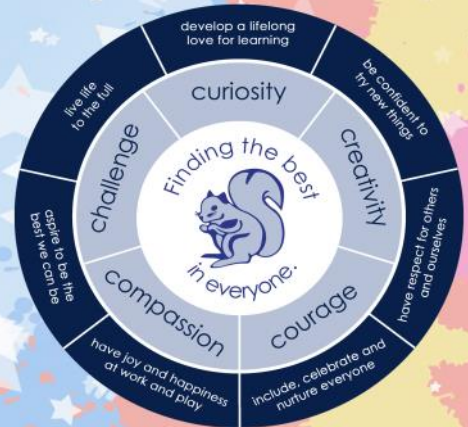 develop a lifelong
love for learning
be confident to
try new things
have respect for others
and ourselves
include, celebrate and
nurture everyone
have joy and happiness
at work and play
aspire to be the
best we can be
live life
to the full
curiosity
creativity
courage
compassion
challenge
Finding the best
in everyone.